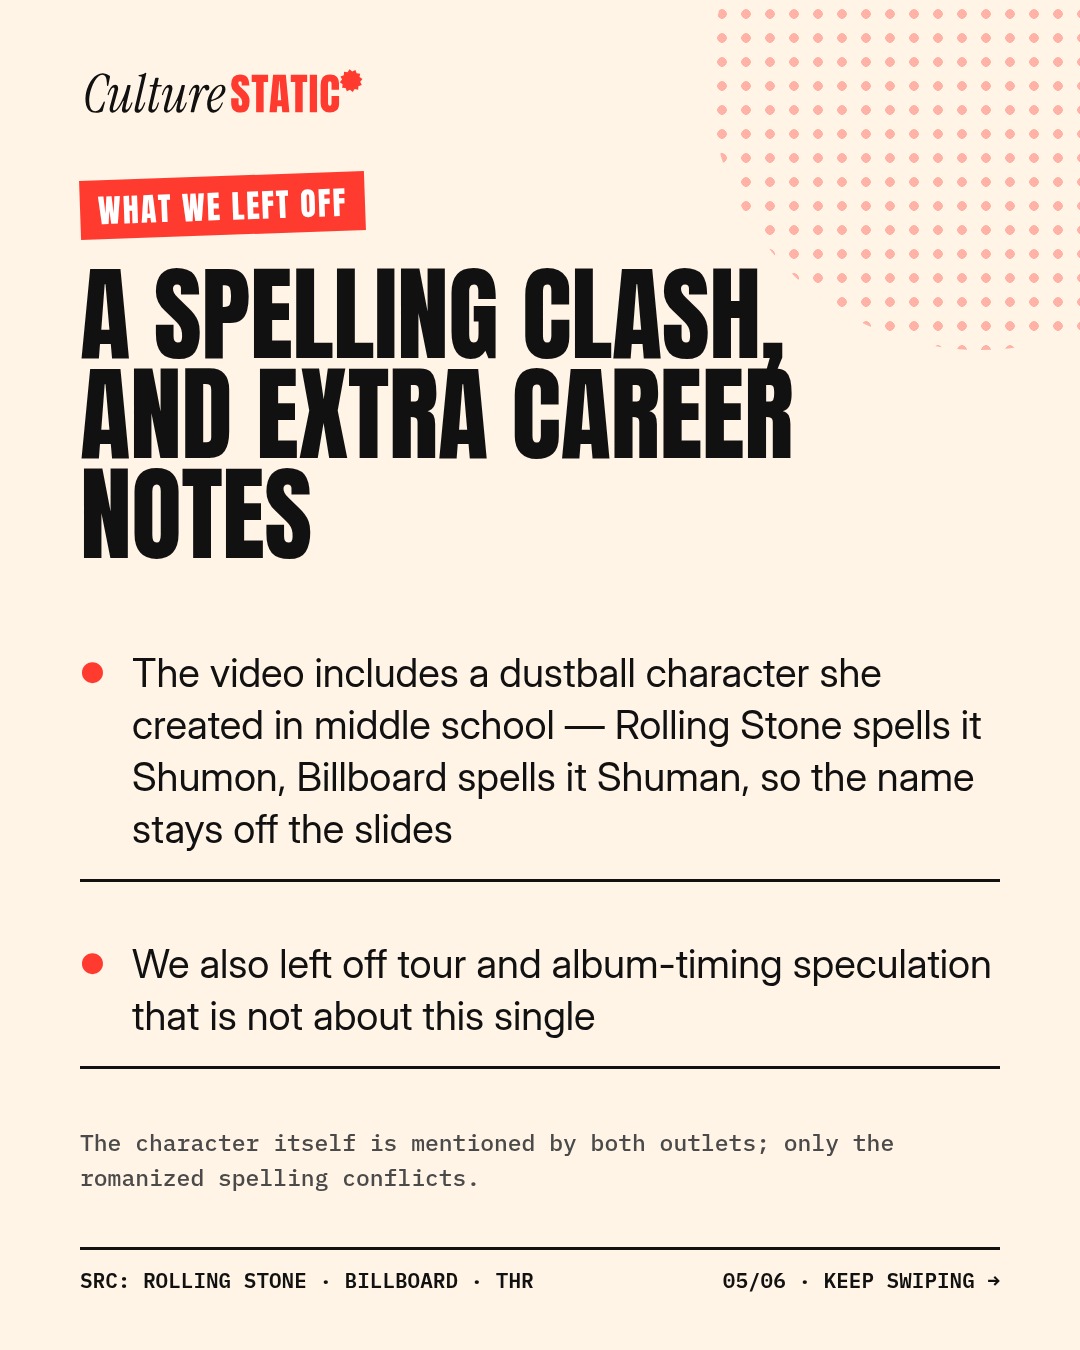 Culture STATIC
WHAT WE LEFT OFF
A SPELLING CLASH,
AND EXTRA CAREER
NOTES
The video includes a dustball character she
created in middle school — Rolling Stone spells it
Shumon, Billboard spells it Shuman, so the name
stays off the slides
We also left off tour and album-timing speculation
that is not about this single
The character itself is mentioned by both outlets; only the
romanized spelling conflicts.
SRC: ROLLING STONE · BILLBOARD · THR
05/06 · KEEP SWIPING →